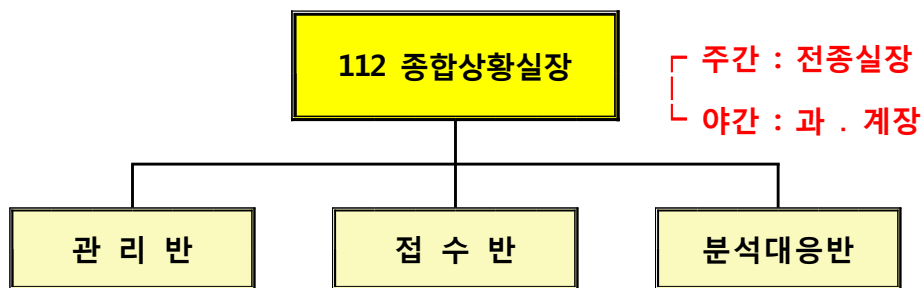 112 종합상황실장
주간 : 전종실장
야간 : 과 . 계장
관 리 반
접 수 반
분석대응반